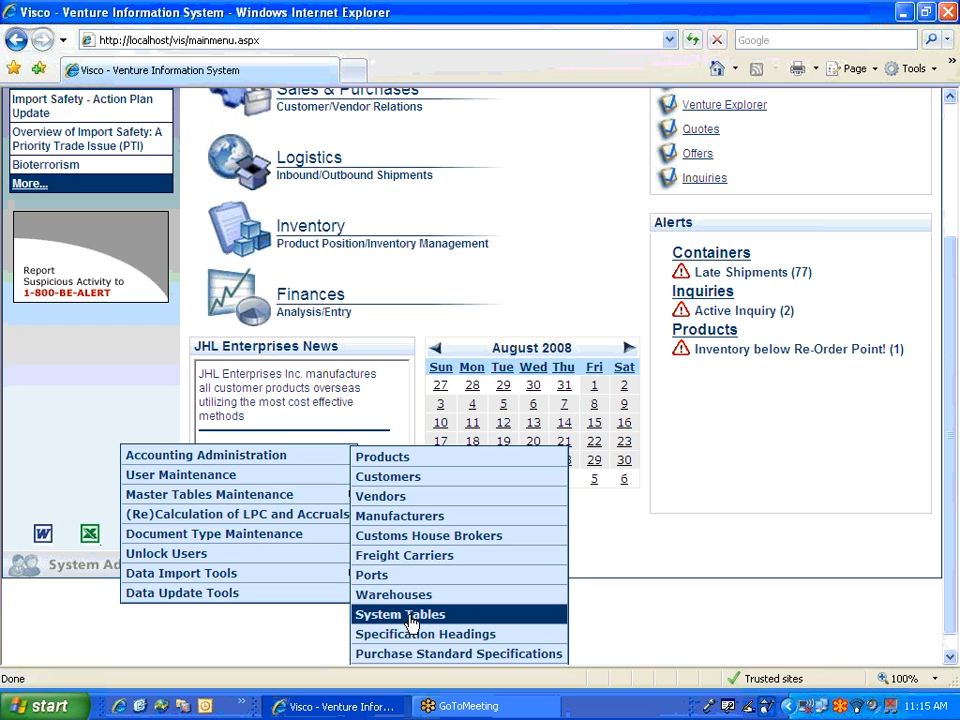 Visco - Venture Information System - Windows Internet Explorer
http://localhost/vis/mainmenu.aspx
Google
Visco - Venture Information System
Page
Tools
Import Safety - Action Plan
Update
Overview of Import Safety: A
Priority Trade Issue (PTI)
Bioterrorism
More...
Report
Suspicious Activity to
1-800-BE-ALERT
Sales & Purchases
Customer/Vendor Relations
Logistics
Inbound/Outbound Shipments
Inventory
Product Position/Inventory Management
Finances
Analysis/Entry
Venture Explorer
Quotes
Offers
Inquiries
Alerts
Containers
Late Shipments (77)
Inquiries
Active Inquiry (2)
Products
Inventory below Re-Order Point! (1)
JHL Enterprises News
JHL Enterprises Inc. manufactures
all customer products overseas
utilizing the most cost effective
methods
August 2008
Sun Mon Tue Wed Thu Fri Sat
27 28 29 30 31 1 2
3 4 5 6 7 8 9
10 11 12 13 14 15 16
17 18 19 20 21 22 23
29 30
5 6
System Ad
Accounting Administration
User Maintenance
Master Tables Maintenance
(Re)Calculation of LPC and Accruals
Document Type Maintenance
Unlock Users
Data Import Tools
Data Update Tools
Products
Customers
Vendors
Manufacturers
Customs House Brokers
Freight Carriers
Ports
Warehouses
System Tables
Specification Headings
Purchase Standard Specifications
Done
Trusted sites
100%
start
Visco - Venture Infor...
GoToMeeting
11:15 AM